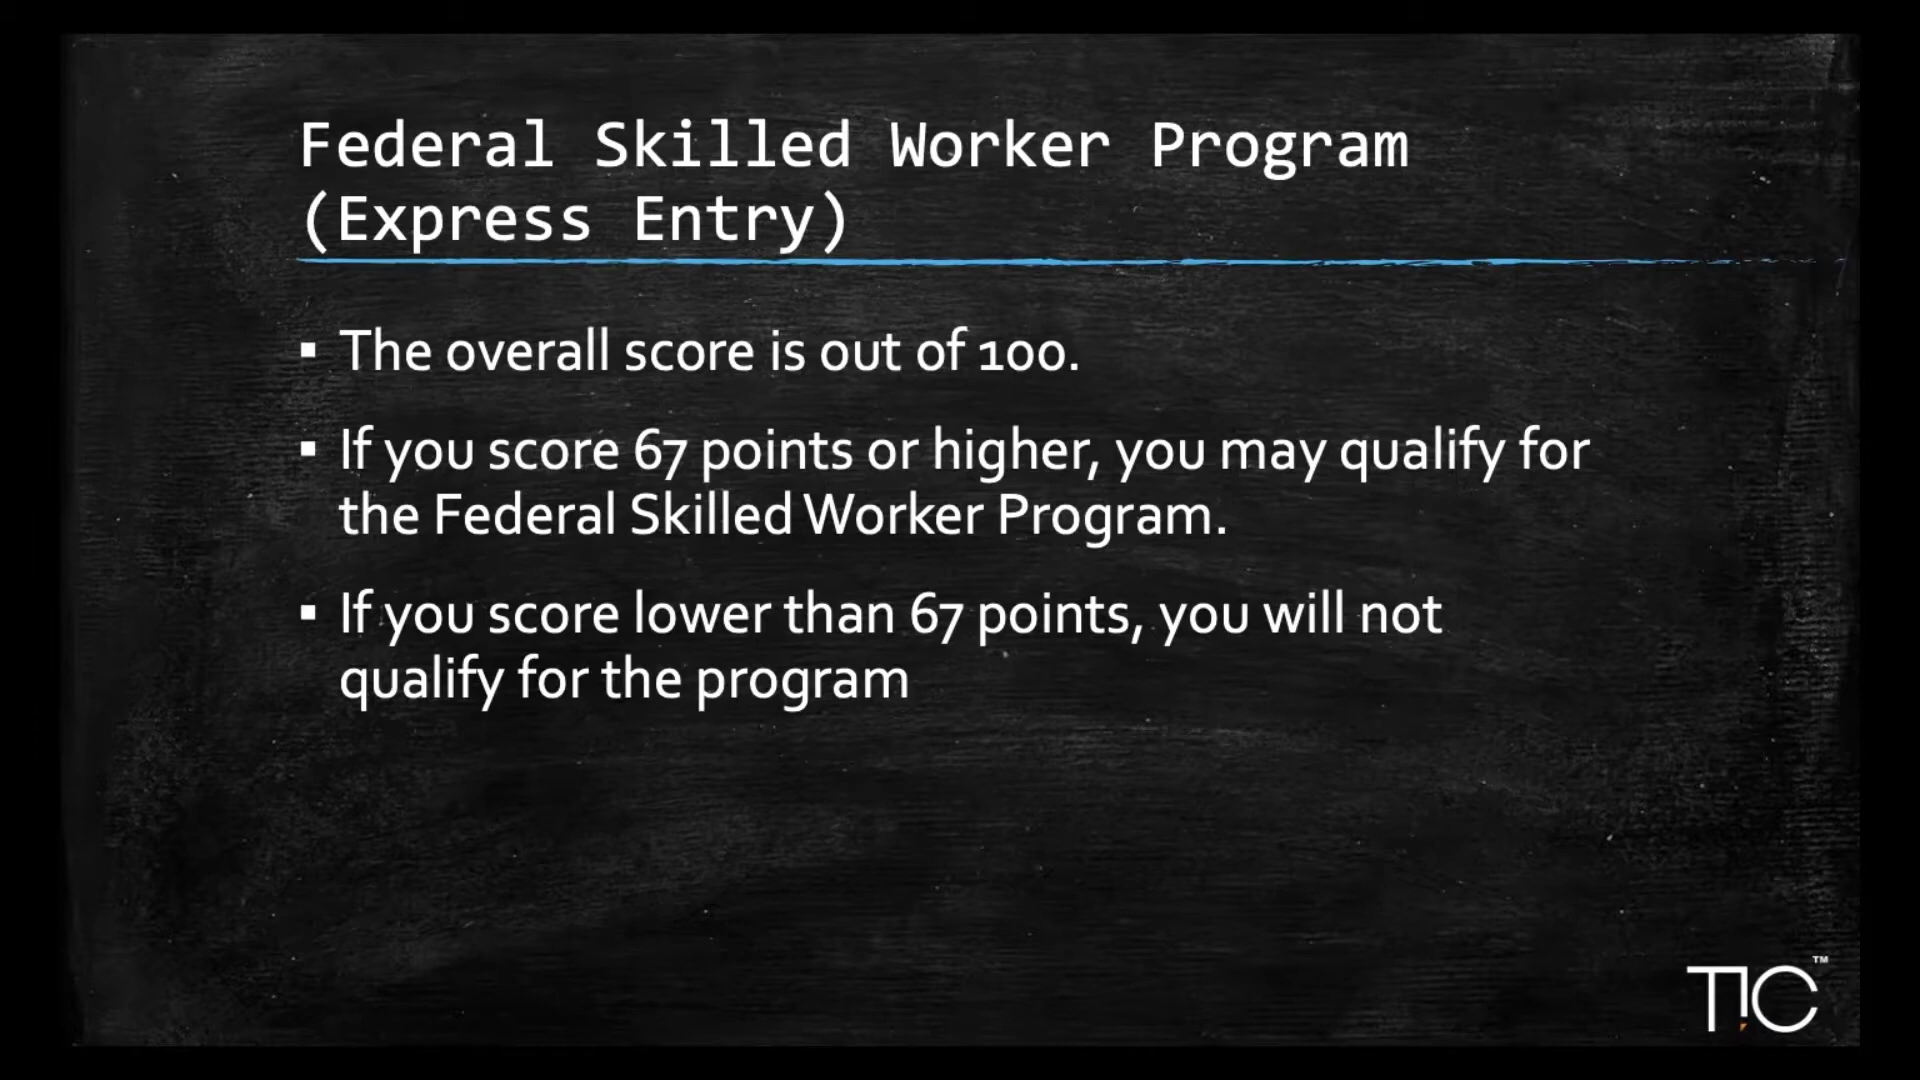 Federal Skilled Worker Program
(Express Entry)
▪ The overall score is out of 100.
▪ If you score 67 points or higher, you may qualify for
the Federal Skilled Worker Program.
▪ If you score lower than 67 points, you will not
qualify for the program
TIC™